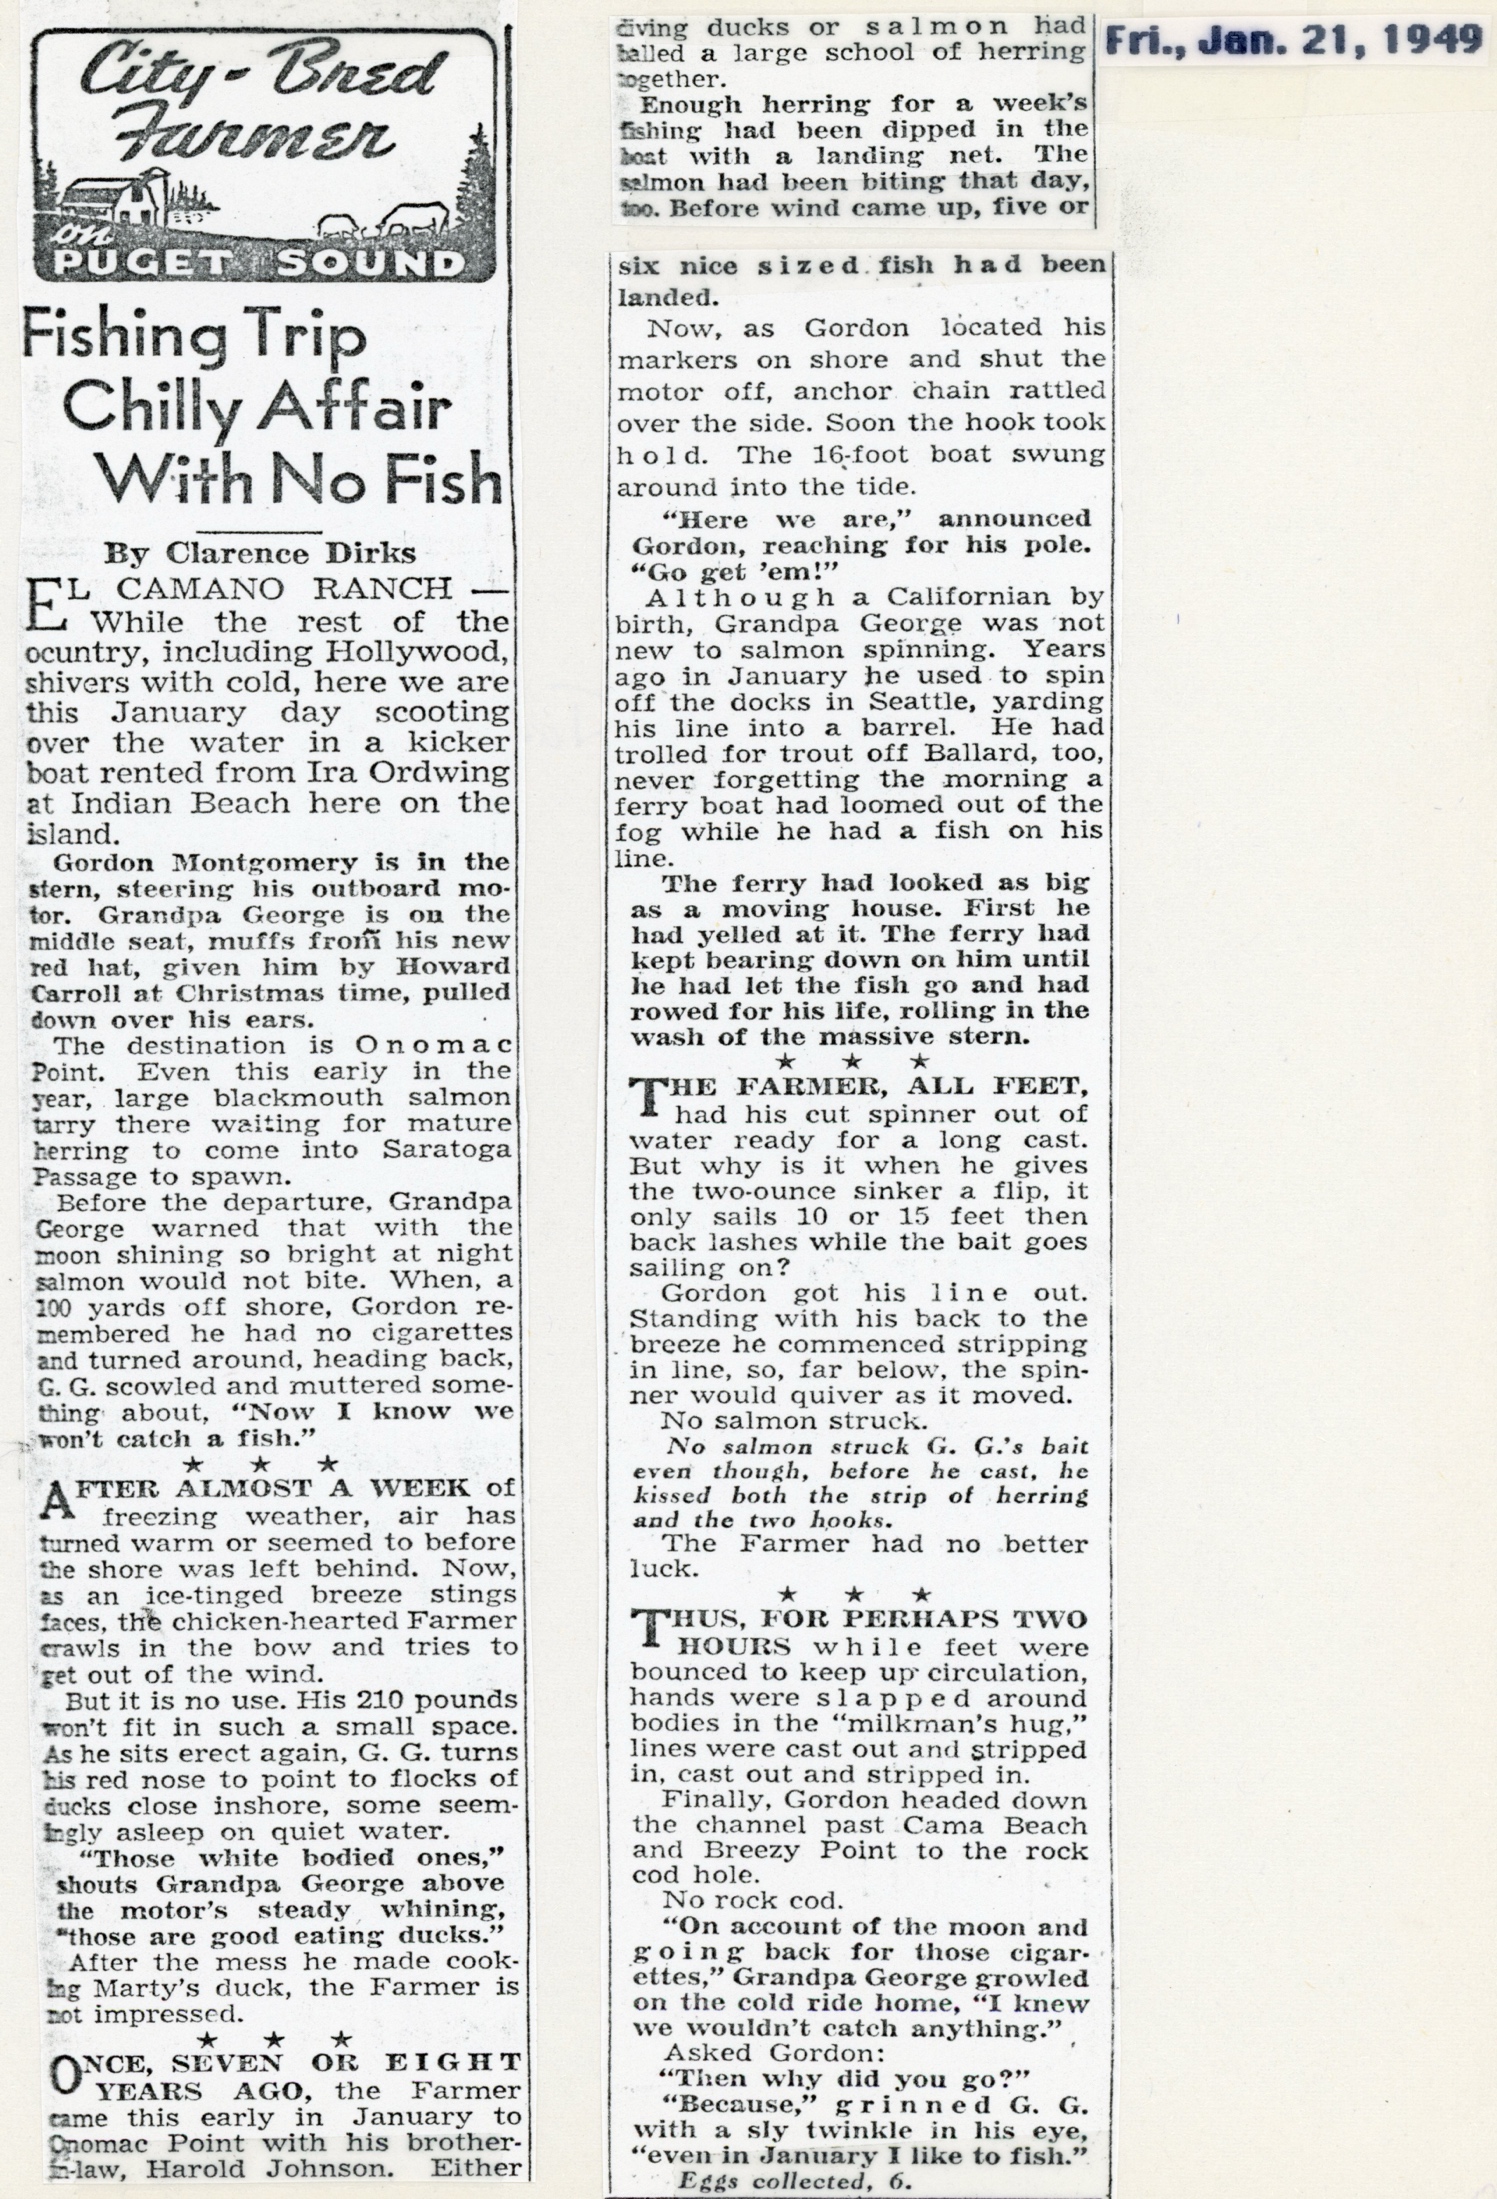 City-Bred
Farmer
on
PUGET SOUND
Fishing Trip
Chilly Affair
With No Fish
By Clarence Dirks
EL CAMANO RANCH —
While the rest of the
ocuntry, including Hollywood,
shivers with cold, here we are
this January day scooting
over the water in a kicker
boat rented from Ira Ordwing
at Indian Beach here on the
island.
Gordon Montgomery is in the
stern, steering his outboard mo-
tor. Grandpa George is on the
middle seat, muffs from his new
red hat, given him by Howard
Carroll at Christmas time, pulled
down over his ears.
The destination is Onomac
Point. Even this early in the
year, large blackmouth salmon
tarry there waiting for mature
herring to come into Saratoga
Passage to spawn.
Before the departure, Grandpa
George warned that with the
moon shining so bright at night
salmon would not bite. When, a
100 yards off shore, Gordon re-
membered he had no cigarettes
and turned around, heading back,
G. G. scowled and muttered some-
thing about, “Now I know we
won't catch a fish.”
★ ★ ★
AFTER ALMOST A WEEK of
freezing weather, air has
turned warm or seemed to before
the shore was left behind. Now,
as an ice-tinged breeze stings
faces, the chicken-hearted Farmer
crawls in the bow and tries to
get out of the wind.
But it is no use. His 210 pounds
won't fit in such a small space.
As he sits erect again, G. G. turns
his red nose to point to flocks of
ducks close inshore, some seem-
ingly asleep on quiet water.
“Those white bodied ones,”
shouts Grandpa George above
the motor's steady whining,
“those are good eating ducks.”
After the mess he made cook-
ing Marty's duck, the Farmer is
not impressed.
★ ★ ★
ONCE, SEVEN OR EIGHT
YEARS AGO, the Farmer
came this early in January to
Onomac Point with his brother-
in-law, Harold Johnson. Either
diving ducks or salmon had
balled a large school of herring
together.
Enough herring for a week's
fishing had been dipped in the
boat with a landing net. The
salmon had been biting that day,
too. Before wind came up, five or
six nice sized fish had been
landed.
Now, as Gordon located his
markers on shore and shut the
motor off, anchor chain rattled
over the side. Soon the hook took
hold. The 16-foot boat swung
around into the tide.
“Here we are,” announced
Gordon, reaching for his pole.
“Go get 'em!”
Although a Californian by
birth, Grandpa George was not
new to salmon spinning. Years
ago in January he used to spin
off the docks in Seattle, yarding
his line into a barrel. He had
trolled for trout off Ballard, too,
never forgetting the morning a
ferry boat had loomed out of the
fog while he had a fish on his
line.
The ferry had looked as big
as a moving house. First he
had yelled at it. The ferry had
kept bearing down on him until
he had let the fish go and had
rowed for his life, rolling in the
wash of the massive stern.
★ ★ ★
THE FARMER, ALL FEET,
had his cut spinner out of
water ready for a long cast.
But why is it when he gives
the two-ounce sinker a flip, it
only sails 10 or 15 feet then
back lashes while the bait goes
sailing on?
Gordon got his line out.
Standing with his back to the
breeze he commenced stripping
in line, so, far below, the spin-
ner would quiver as it moved.
No salmon struck.
No salmon struck G. G.'s bait
even though, before he cast, he
kissed both the strip of herring
and the two hooks.
The Farmer had no better
luck.
★ ★ ★
THUS, FOR PERHAPS TWO
HOURS while feet were
bounced to keep up circulation,
hands were slapped around
bodies in the “milkman's hug,”
lines were cast out and stripped
in, cast out and stripped in.
Finally, Gordon headed down
the channel past Cama Beach
and Breezy Point to the rock
cod hole.
No rock cod.
“On account of the moon and
going back for those cigar-
ettes,” Grandpa George growled
on the cold ride home, “I knew
we wouldn't catch anything.”
Asked Gordon:
“Then why did you go?”
“Because,” grinned G. G.
with a sly twinkle in his eye,
“even in January I like to fish.”
Eggs collected, 6.
Fri., Jan. 21, 1949